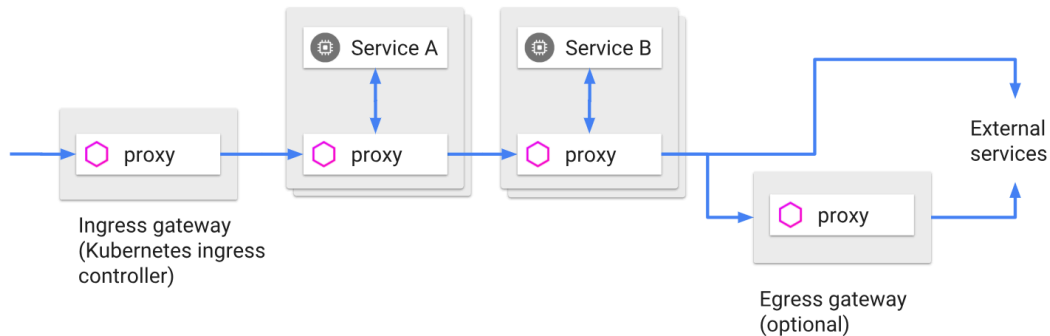 Service A
Service B
proxy
proxy
proxy
External
services
proxy
Ingress gateway
(Kubernetes ingress
controller)
Egress gateway
(optional)